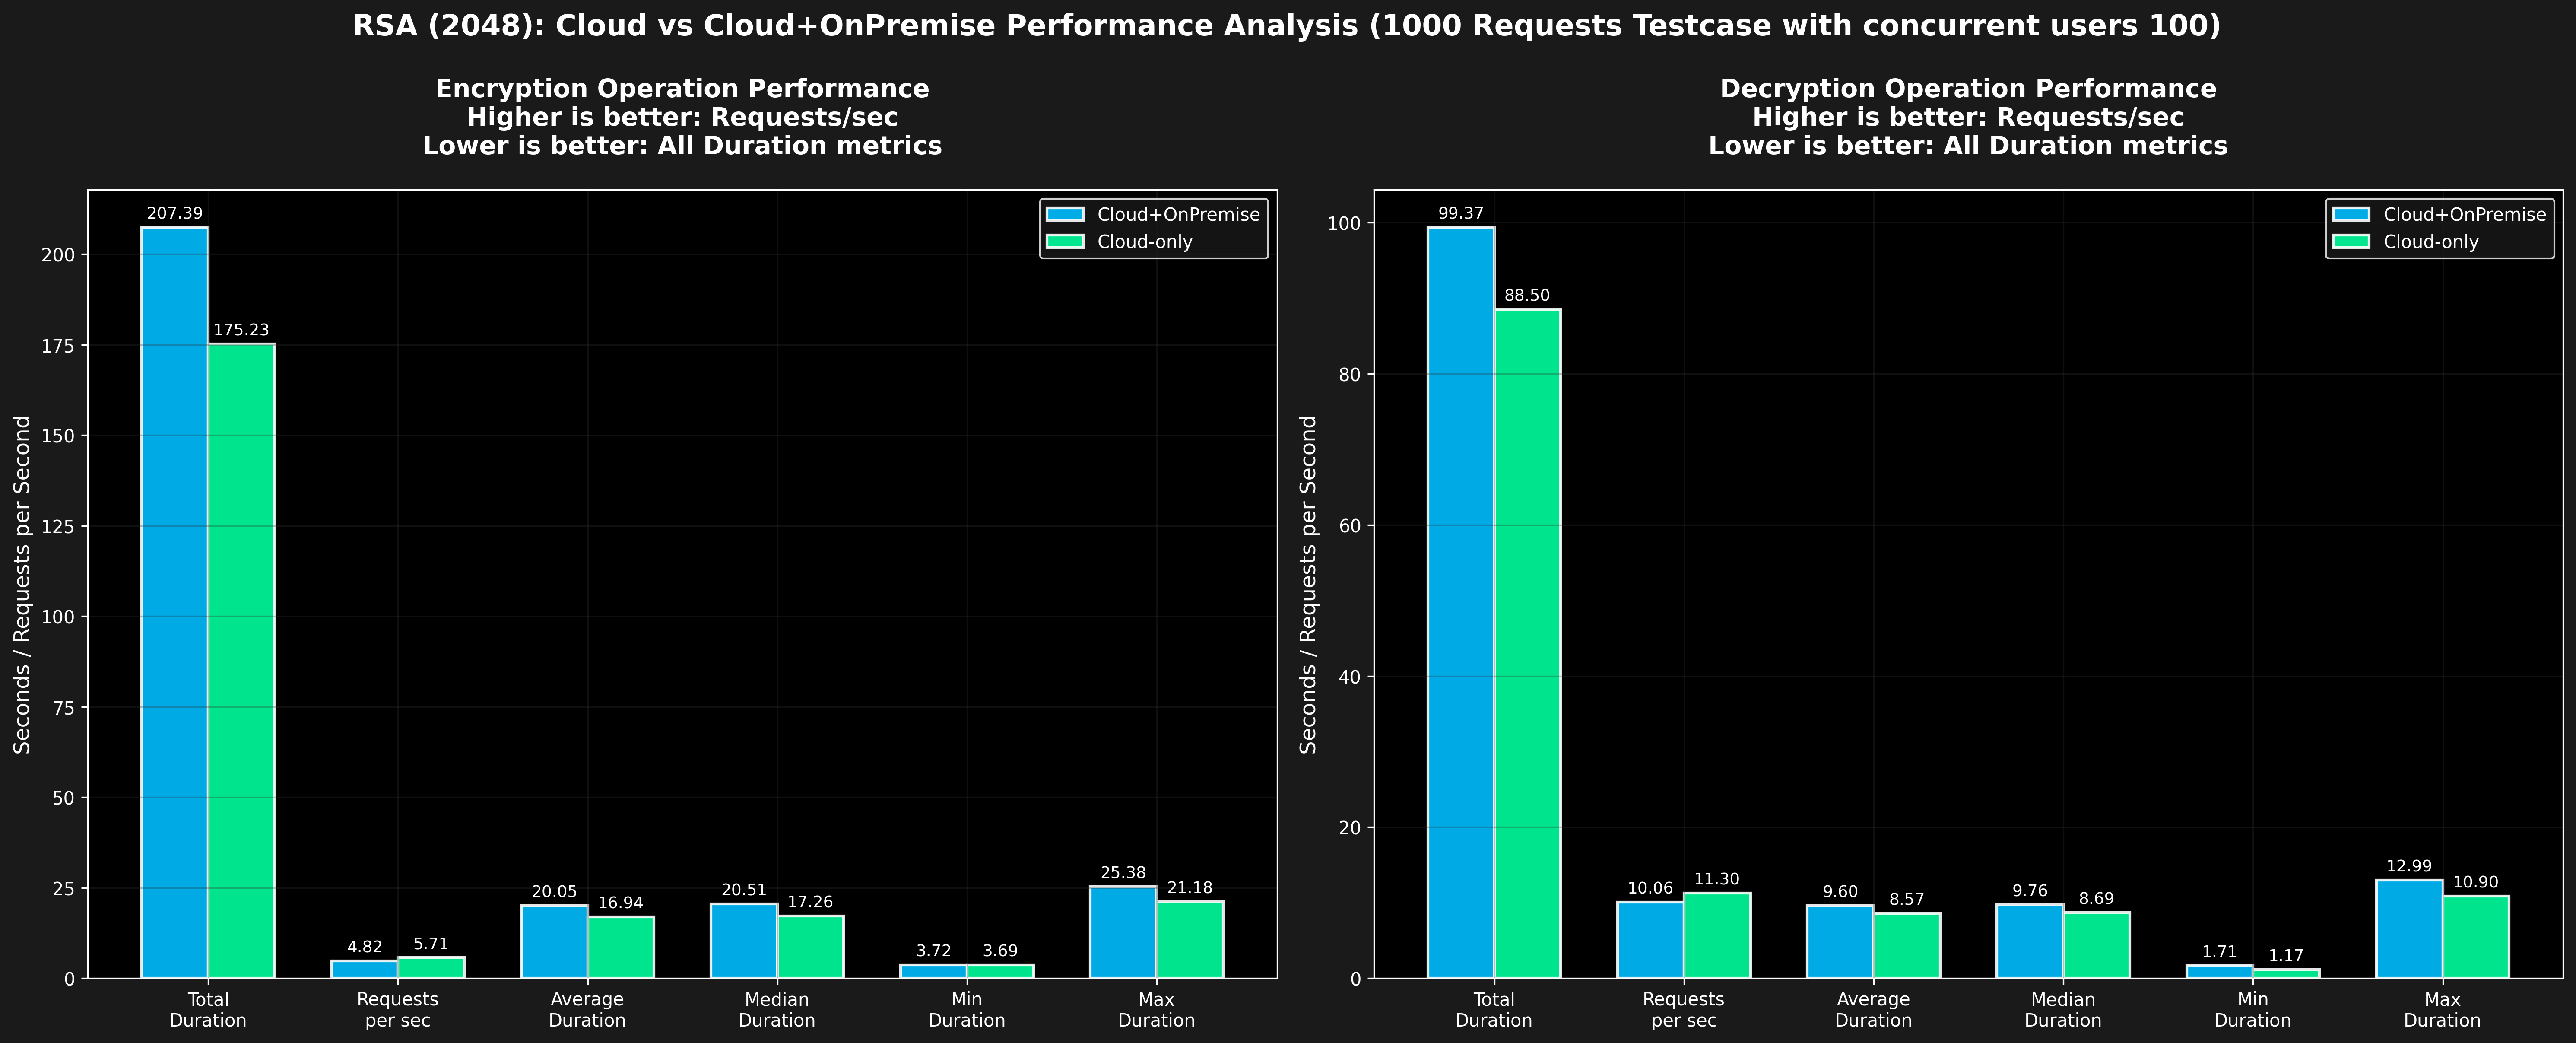 RSA (2048): Cloud vs Cloud+OnPremise Performance Analysis (1000 Requests Testcase with concurrent users 100)
Encryption Operation Performance
Higher is better: Requests/sec
Lower is better: All Duration metrics
Seconds / Requests per Second
200
175
150
125
100
75
50
25
0
207.39
175.23
4.82
5.71
20.05
16.94
20.51
17.26
3.72
3.69
25.38
21.18
Cloud+OnPremise
Cloud-only
Total
Duration
Requests
per sec
Average
Duration
Median
Duration
Min
Duration
Max
Duration
Decryption Operation Performance
Higher is better: Requests/sec
Lower is better: All Duration metrics
Seconds / Requests per Second
100
80
60
40
20
0
99.37
88.50
10.06
11.30
9.60
8.57
9.76
8.69
1.71
1.17
12.99
10.90
Cloud+OnPremise
Cloud-only
Total
Duration
Requests
per sec
Average
Duration
Median
Duration
Min
Duration
Max
Duration